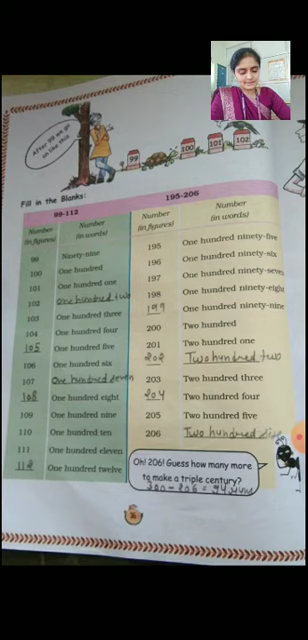 After 99 we go
on like this
99
100
101
102
Fill in the Blanks:
99-112
195-206
Number (in figures) Number (in words) Number (in figures) Number (in words)
99 Ninety-nine 195 One hundred ninety-five
100 One hundred 196 One hundred ninety-six
101 One hundred one 197 One hundred ninety-seven
102 One hundred two 198 One hundred ninety-eight
103 One hundred three 199 One hundred ninety-nine
104 One hundred four 200 Two hundred
105 One hundred five 201 Two hundred one
106 One hundred six 202 Two hundred two
107 One hundred seven 203 Two hundred three
108 One hundred eight 204 Two hundred four
109 One hundred nine 205 Two hundred five
110 One hundred ten 206 Two hundred six
111 One hundred eleven
112 One hundred twelve
Oh! 206! Guess how many more
to make a triple century?
300 - 206 = 94
36